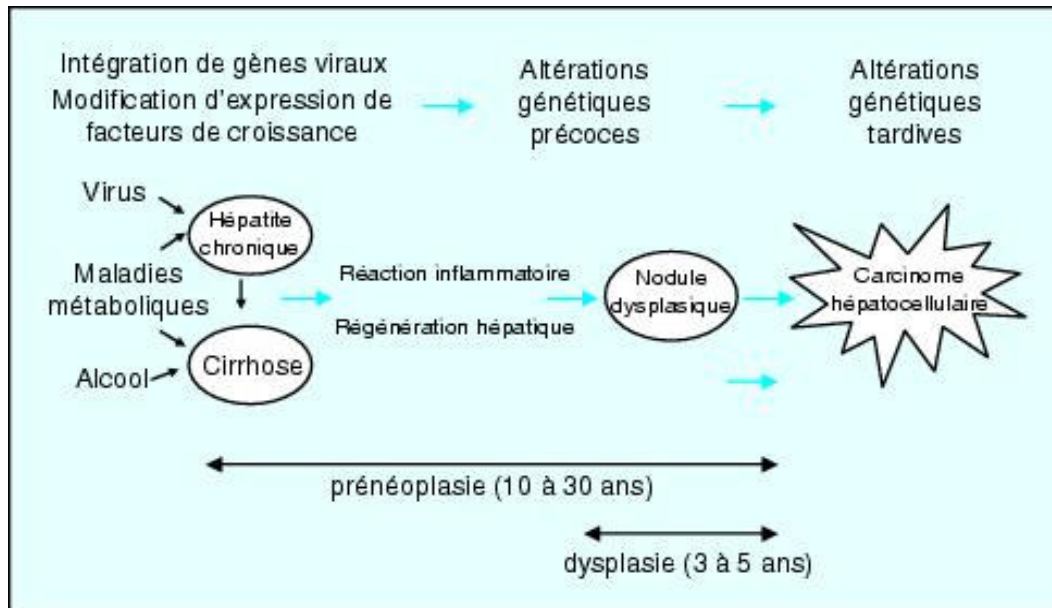 Intégration de gènes viraux
Modification d'expression de
facteurs de croissance
Altérations
génétiques
précoces
Altérations
génétiques
tardives
Virus
Maladies
métaboliques
Alcool
Hépatite
chronique
Cirrhose
Réaction inflammatoire
Régénération hépatique
Nodule
dysplasique
Carcinome
hépatocellulaire
prénéoplasie (10 à 30 ans)
dysplasie (3 à 5 ans)